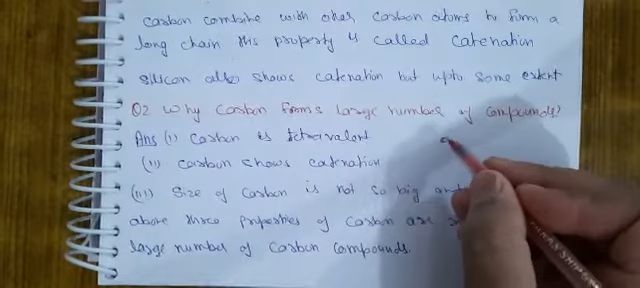 Carbon combine with other carbon atoms to form a
long chain this property is called Catenation
Silicon also shows catenation but upto some extent
Q2 Why Carbon forms large number of Compounds?
Ans (i) Carbon is tetravalent
(ii) Carbon shows catenation
(iii) Size of Carbon is not so big
above three properties of Carbon are
large number of Carbon Compounds.